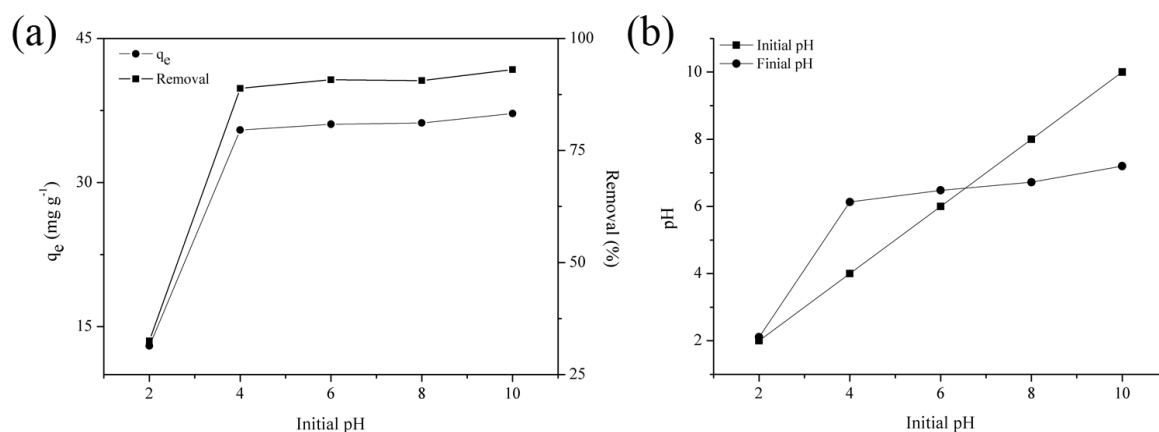 (a)
45
30
15
qe (mg g-1)
qe
Removal
100
75
50
25
Removal (%)
2 4 6 8 10
Initial pH
(b)
Initial pH
Finial pH
10
8
6
4
2
pH
2 4 6 8 10
Initial pH